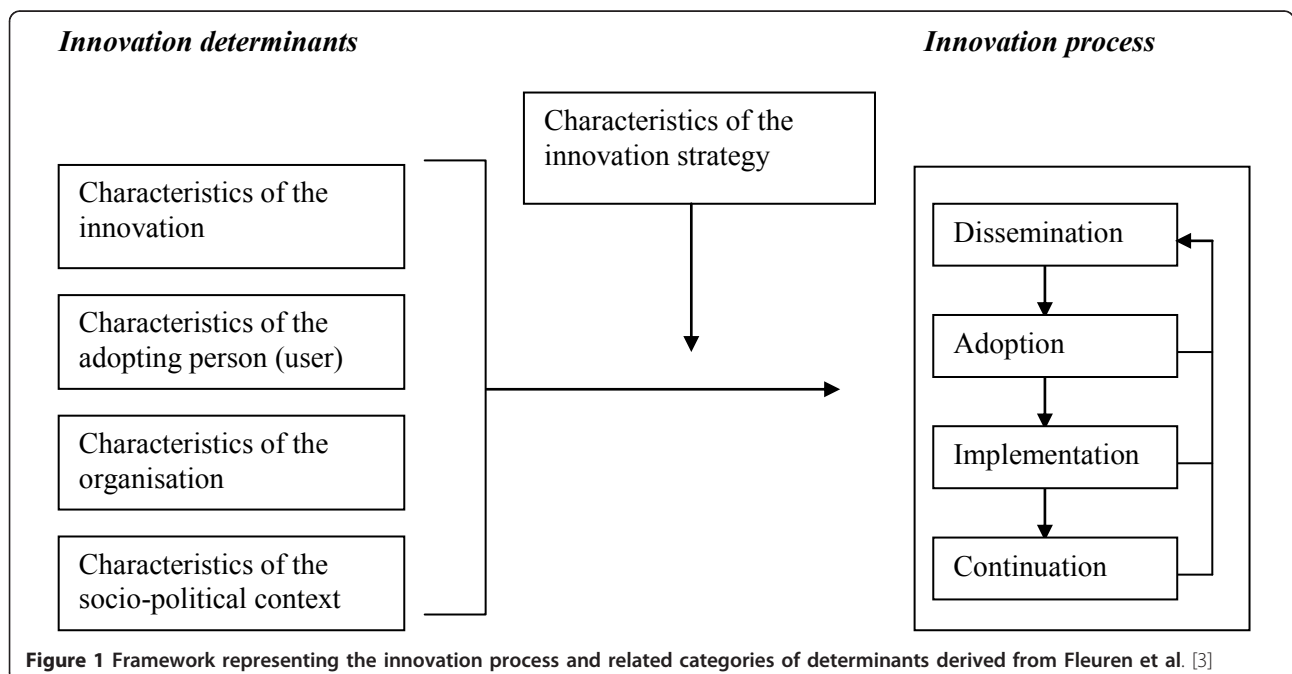 Innovation determinants
Innovation process
Characteristics of the
innovation strategy
Characteristics of the
innovation
Characteristics of the
adopting person (user)
Characteristics of the
organisation
Characteristics of the
socio-political context
Dissemination
Adoption
Implementation
Continuation
Figure 1 Framework representing the innovation process and related categories of determinants derived from Fleuren et al. [3]